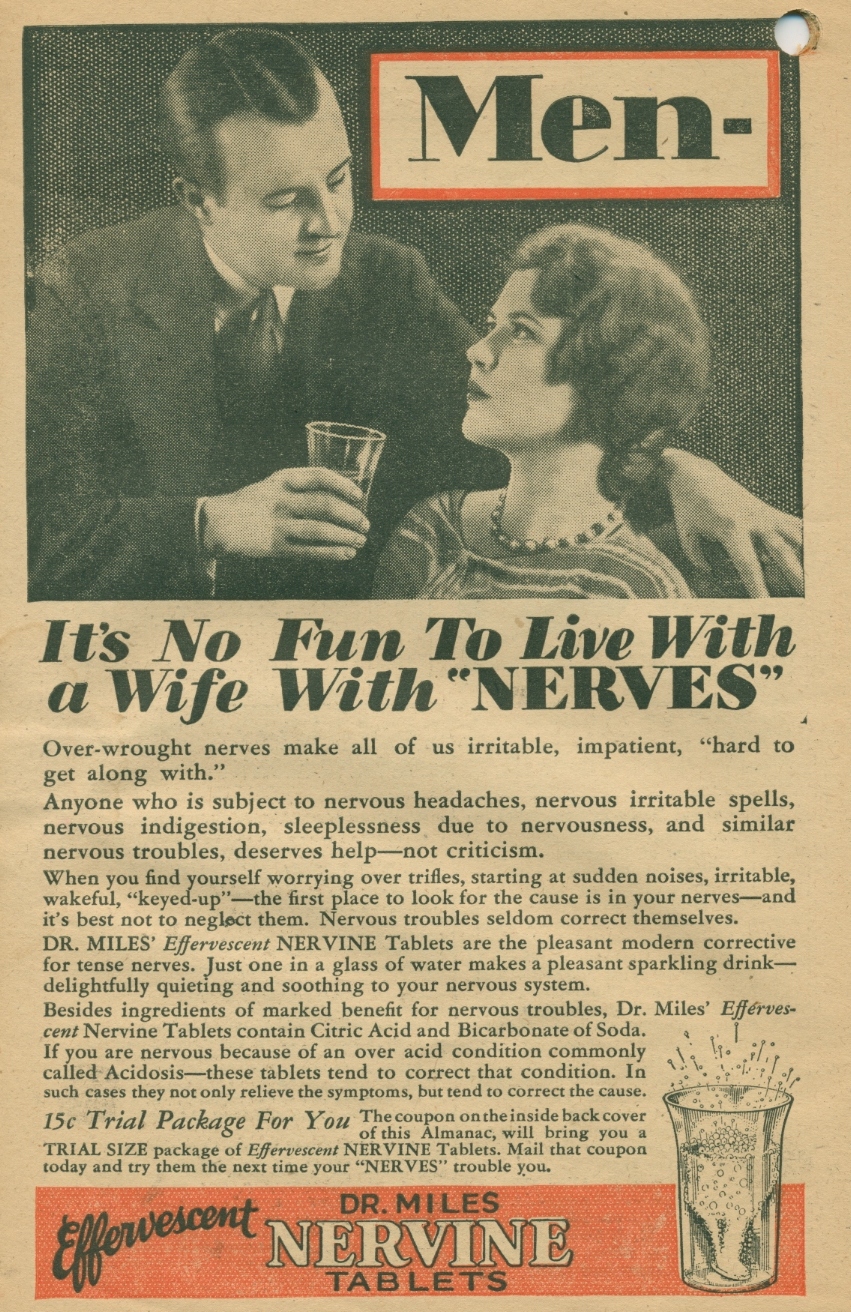 Men-
It's No Fun To Live With
a Wife With "NERVES"
Over-wrought nerves make all of us irritable, impatient, "hard to
get along with."
Anyone who is subject to nervous headaches, nervous irritable spells,
nervous indigestion, sleeplessness due to nervousness, and similar
nervous troubles, deserves help—not criticism.
When you find yourself worrying over trifles, starting at sudden noises, irritable,
wakeful, "keyed-up"—the first place to look for the cause is in your nerves—and
it's best not to neglect them. Nervous troubles seldom correct themselves.
DR. MILES' Effervescent NERVINE Tablets are the pleasant modern corrective
for tense nerves. Just one in a glass of water makes a pleasant sparkling drink—
delightfully quieting and soothing to your nervous system.
Besides ingredients of marked benefit for nervous troubles, Dr. Miles' Efferves-
cent Nervine Tablets contain Citric Acid and Bicarbonate of Soda.
If you are nervous because of an over acid condition commonly
called Acidosis—these tablets tend to correct that condition. In
such cases they not only relieve the symptoms, but tend to correct the cause.
15c Trial Package For You The coupon on the inside back cover
of this Almanac, will bring you a
TRIAL SIZE package of Effervescent NERVINE Tablets. Mail that coupon
today and try them the next time your "NERVES" trouble you.
Effervescent
DR. MILES
NERVINE
TABLETS